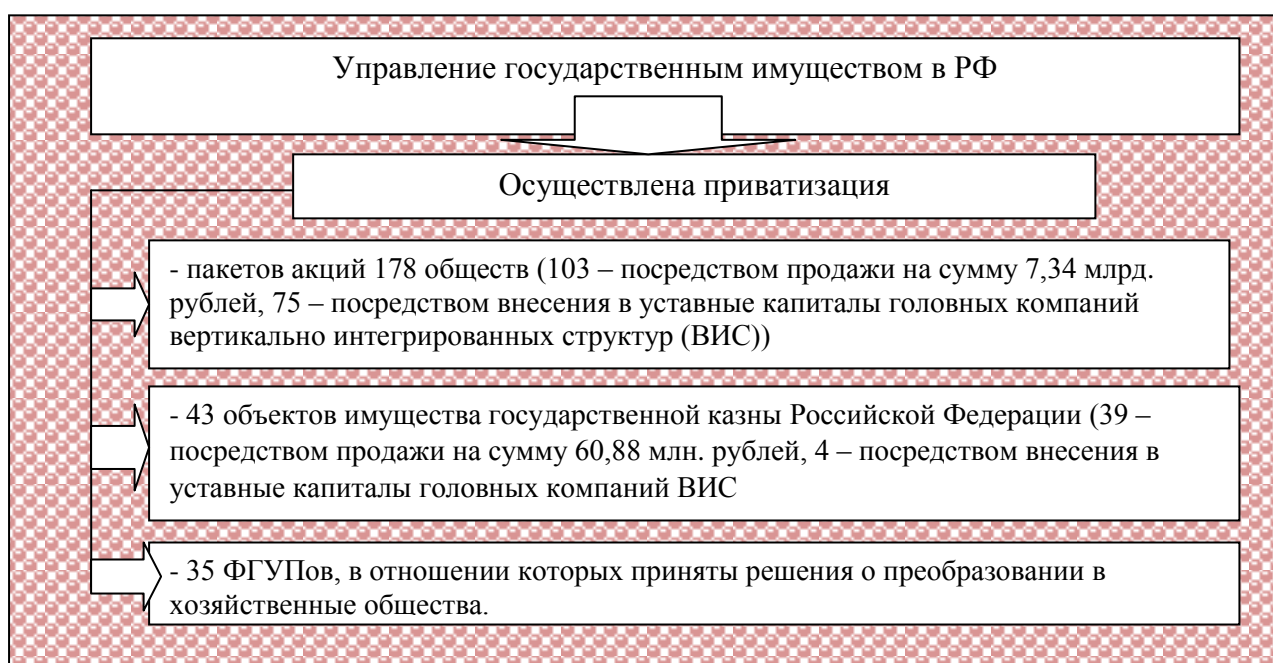 Управление государственным имуществом в РФ
Осуществлена приватизация
- пакетов акций 178 обществ (103 – посредством продажи на сумму 7,34 млрд.
рублей, 75 – посредством внесения в уставные капиталы головных компаний
вертикально интегрированных структур (ВИС))
- 43 объектов имущества государственной казны Российской Федерации (39 –
посредством продажи на сумму 60,88 млн. рублей, 4 – посредством внесения в
уставные капиталы головных компаний ВИС
- 35 ФГУПов, в отношении которых приняты решения о преобразовании в
хозяйственные общества.